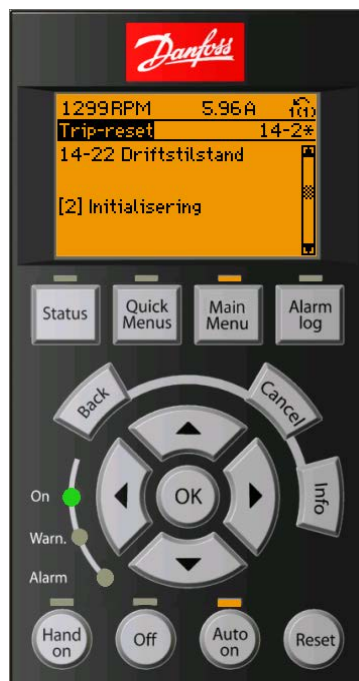 Danfoss
1299RPM 5.96A 1(1)
Trip-reset 14-2*
14-22 Driftstilstand
[2] Initialisering
Status
Quick Menus
Main Menu
Alarm log
Back
Cancel
Info
OK
On
Warn.
Alarm
Hand on
Off
Auto on
Reset